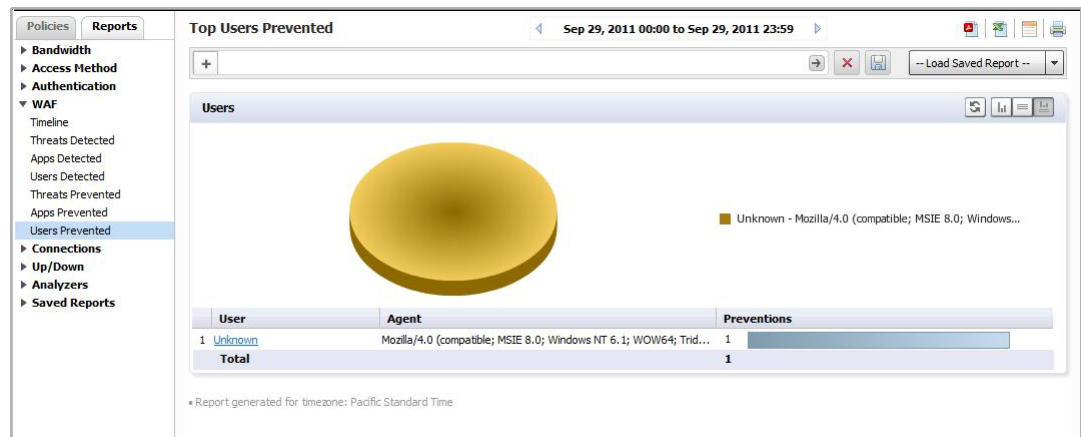 Policies Reports
Bandwidth
Access Method
Authentication
WAF
Timeline
Threats Detected
Apps Detected
Users Detected
Threats Prevented
Apps Prevented
Users Prevented
Connections
Up/Down
Analyzers
Saved Reports
Top Users Prevented
Sep 29, 2011 00:00 to Sep 29, 2011 23:59
+
-- Load Saved Report --
Users
Unknown - Mozilla/4.0 (compatible; MSIE 8.0; Windows...
User Agent Preventions
1 Unknown Mozilla/4.0 (compatible; MSIE 8.0; Windows NT 6.1; WOW64; Trid... 1
Total 1
• Report generated for timezone: Pacific Standard Time